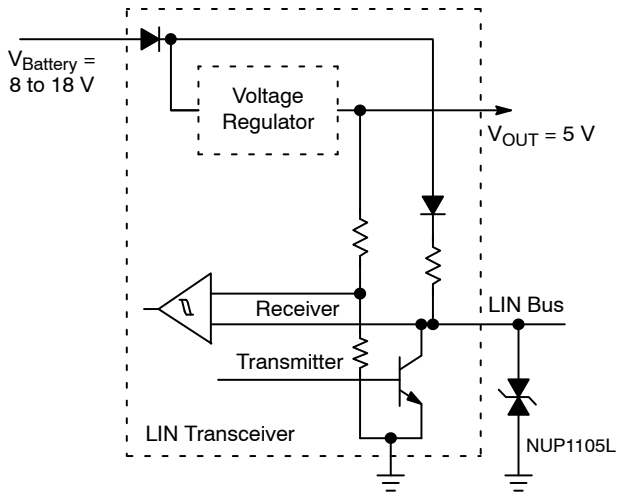 V_Battery =
8 to 18 V
Voltage
Regulator
V_OUT = 5 V
Receiver
LIN Bus
Transmitter
LIN Transceiver
NUP1105L